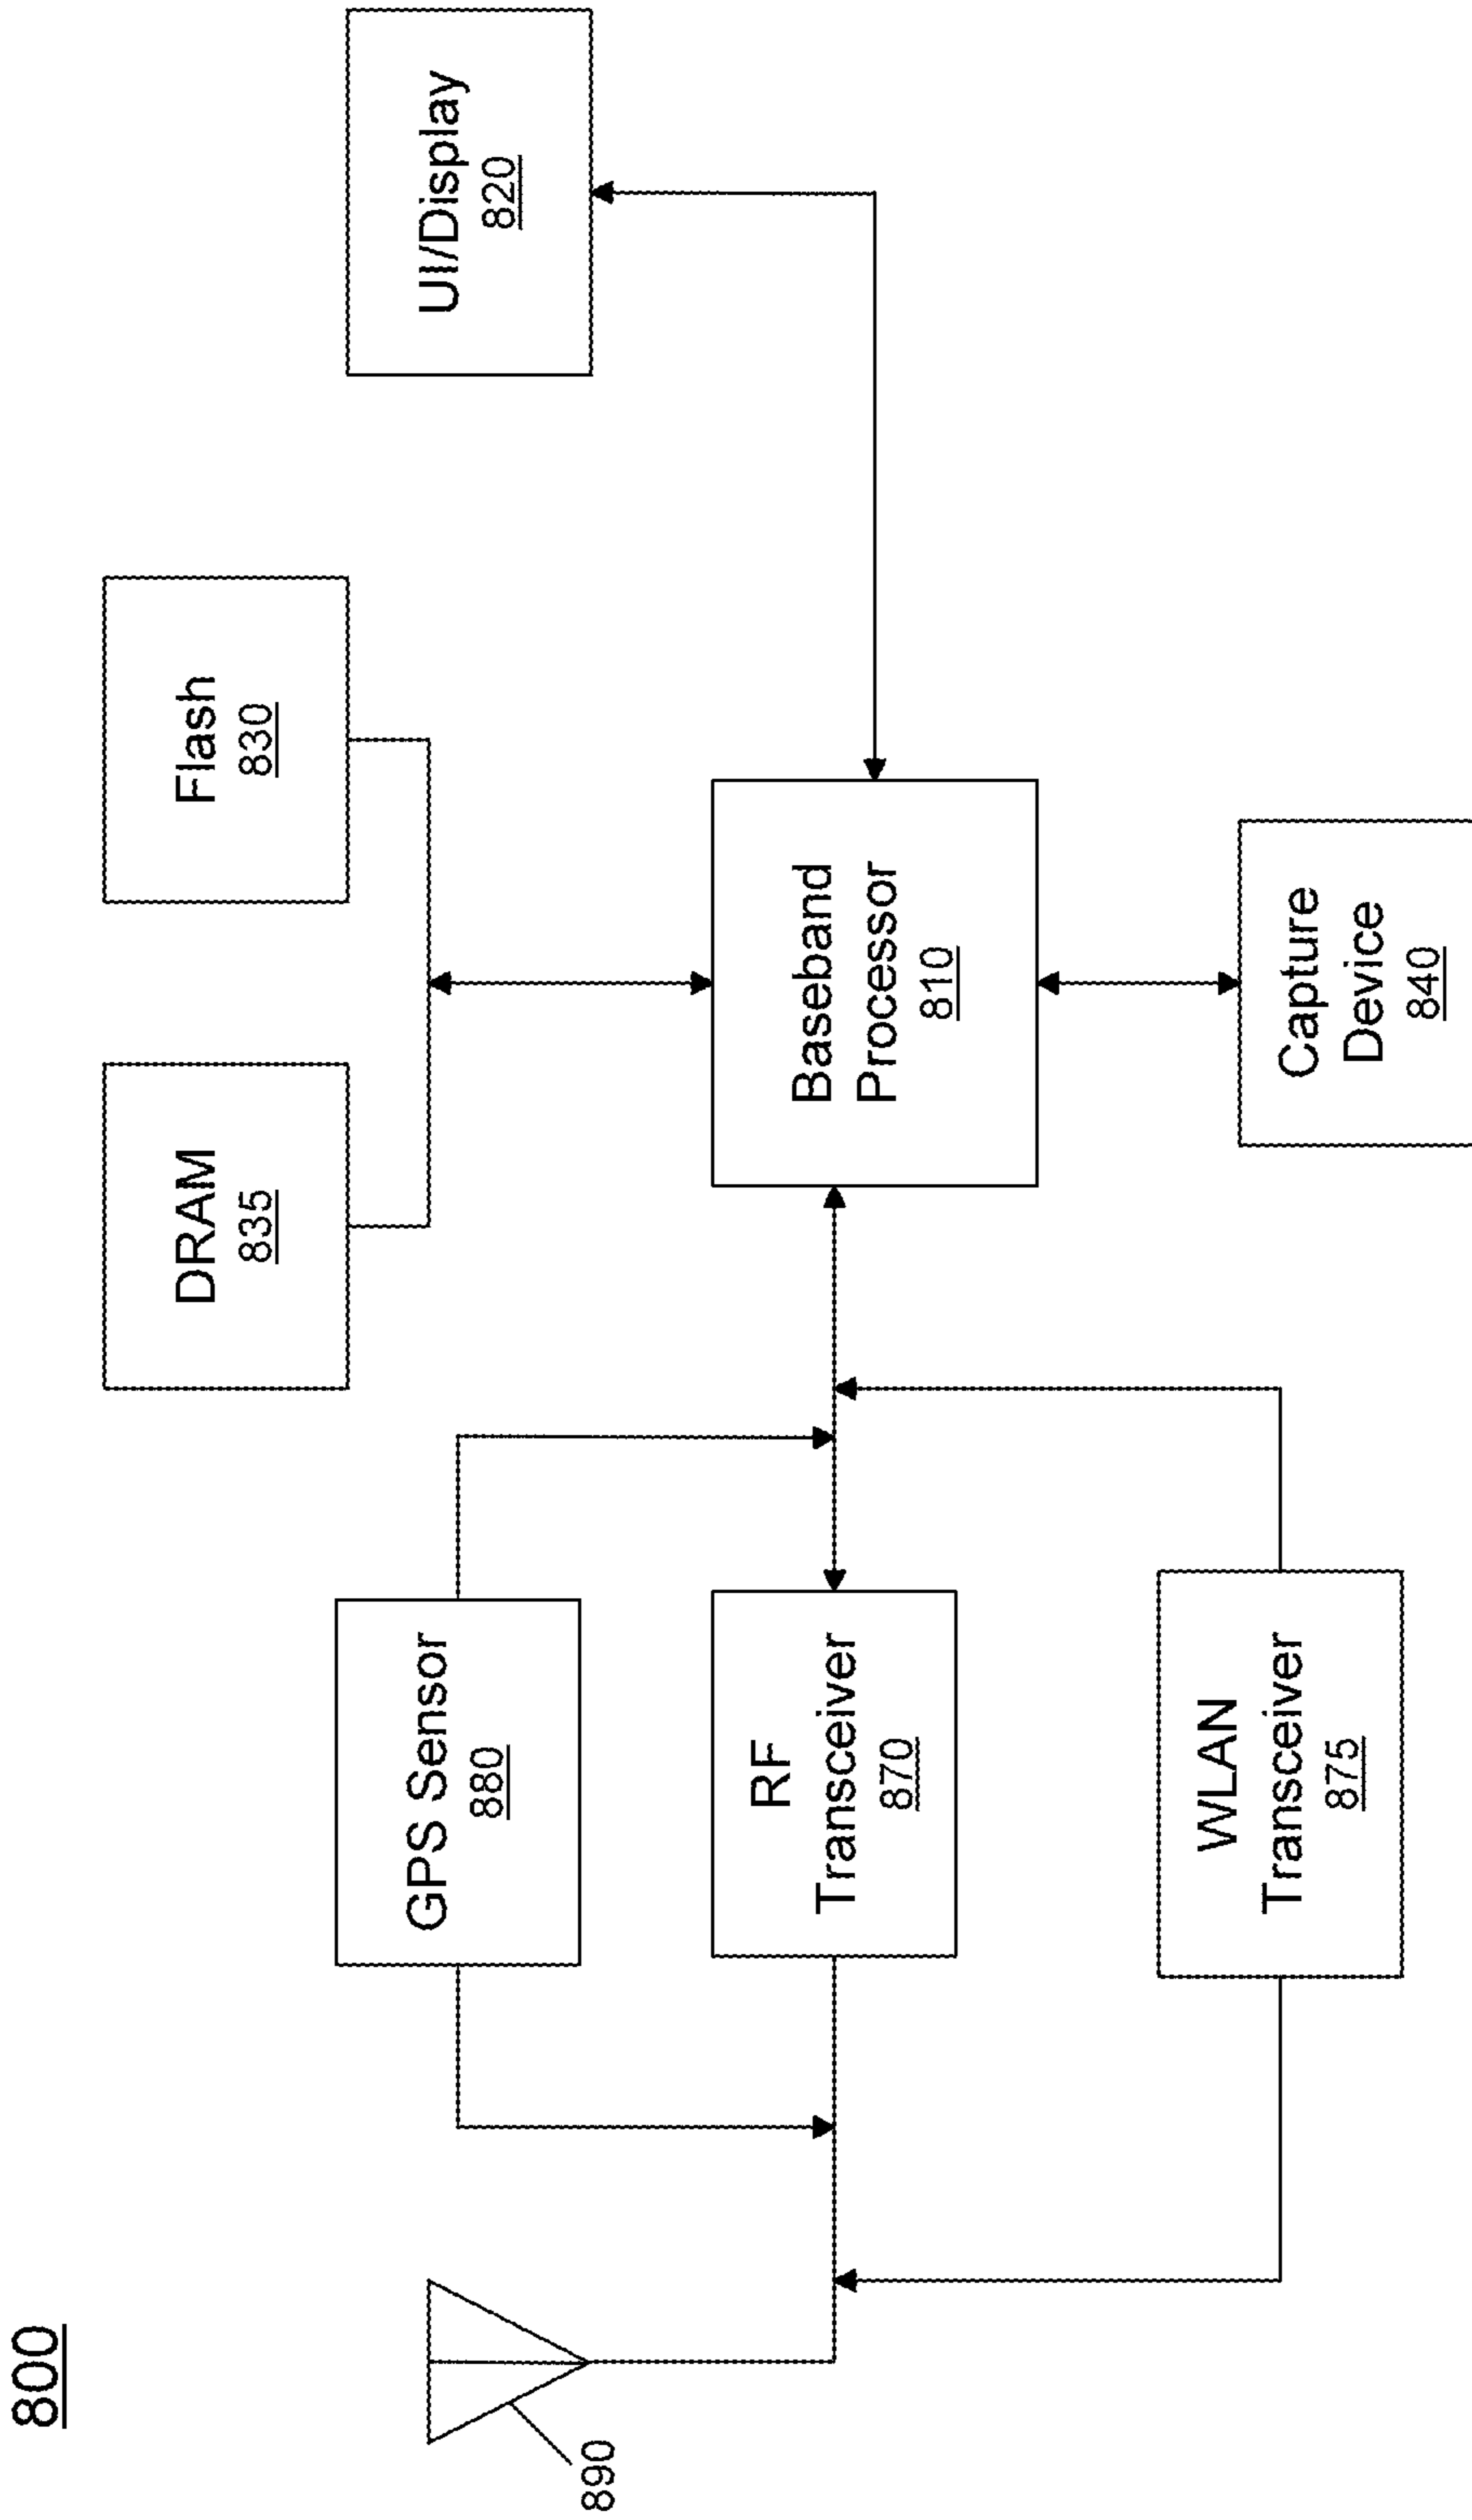 800
DRAM
835
Flash
830
UI/Display
820
GPS Sensor
880
890
RF
Transceiver
870
Baseband
Processor
810
WLAN
Transceiver
875
Capture
Device
840